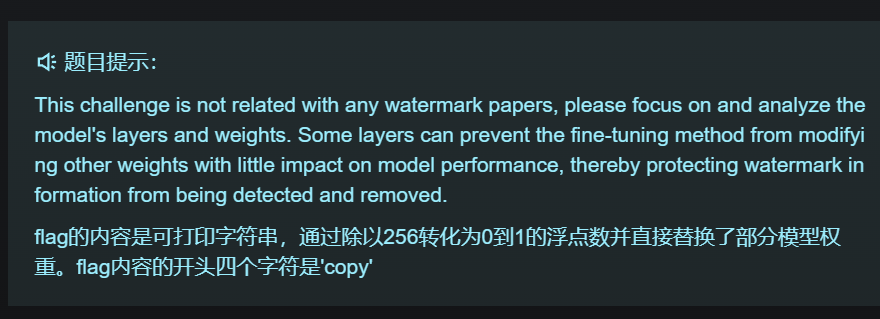 题目提示：
This challenge is not related with any watermark papers, please focus on and analyze the
model's layers and weights. Some layers can prevent the fine-tuning method from modifyi
ng other weights with little impact on model performance, thereby protecting watermark in
formation from being detected and removed.
flag的内容是可打印字符串，通过除以256转化为0到1的浮点数并直接替换了部分模型权
重。flag内容的开头四个字符是'copy'